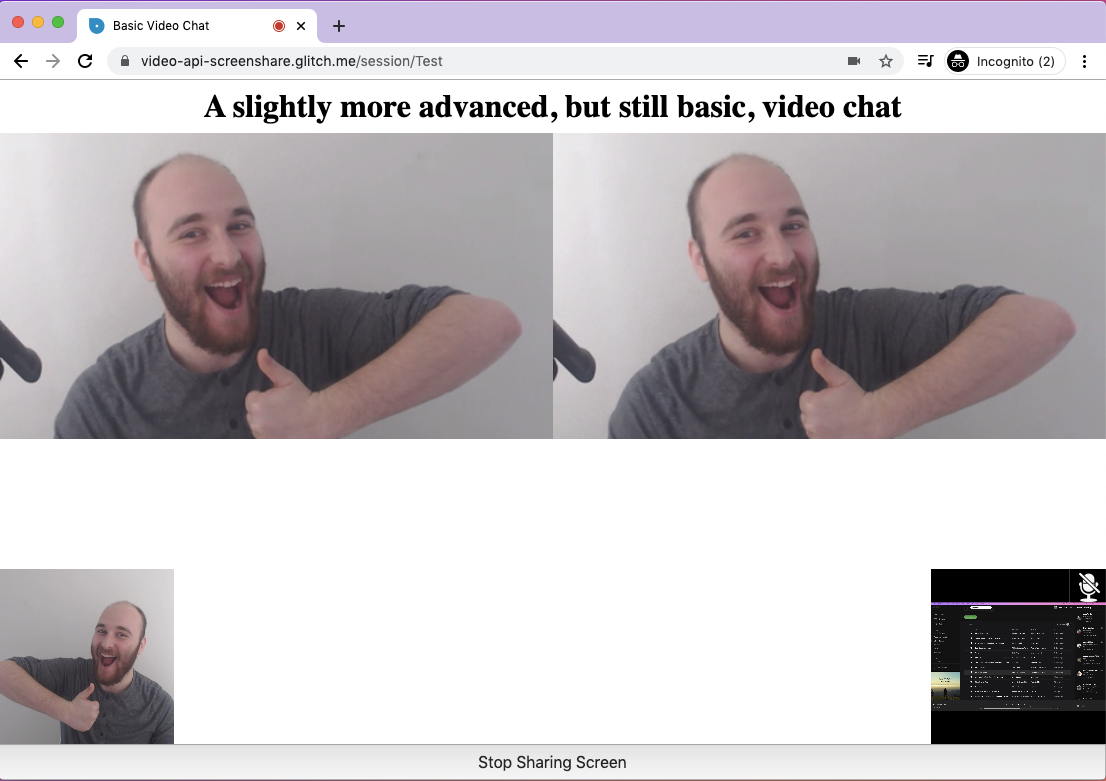 Basic Video Chat
video-api-screenshare.glitch.me/session/Test
Incognito (2)
A slightly more advanced, but still basic, video chat
Stop Sharing Screen